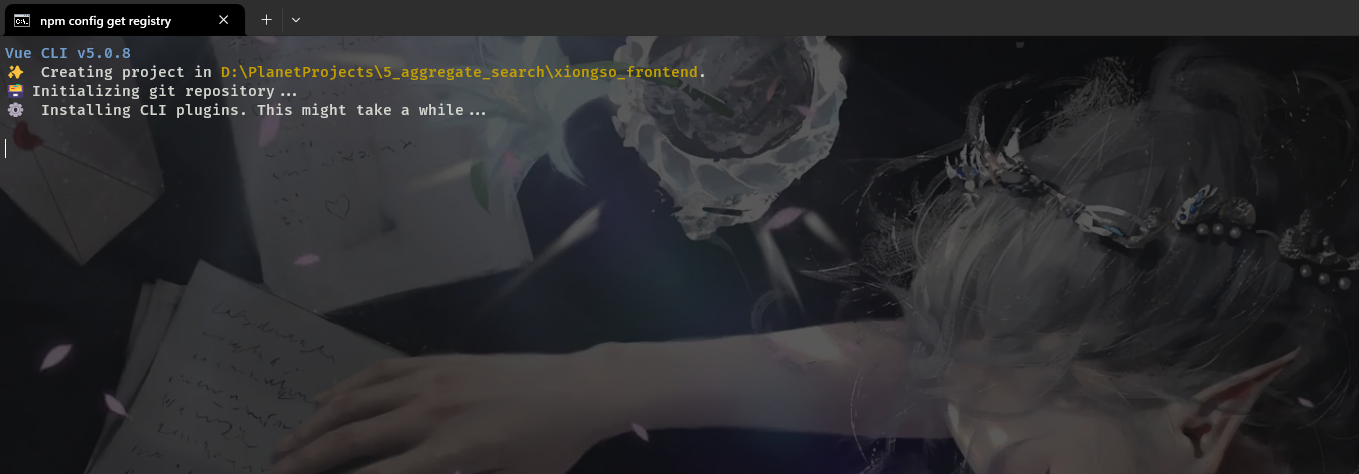 npm config get registry
Vue CLI v5.0.8
✨ Creating project in D:\PlanetProjects\5_aggregate_search\xiongso_frontend.
🗃 Initializing git repository...
⚙ Installing CLI plugins. This might take a while...